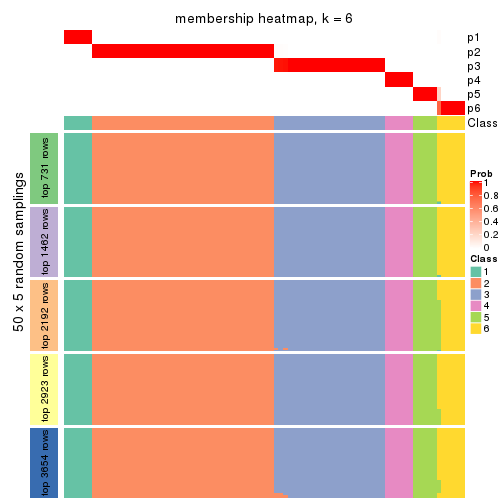 membership heatmap, k = 6
p1
p2
p3
p4
p5
p6
Class
50 x 5 random samplings
top 731 rows
top 1462 rows
top 2192 rows
top 2923 rows
top 3654 rows
Prob
1
0.8
0.6
0.4
0.2
0
Class
1
2
3
4
5
6